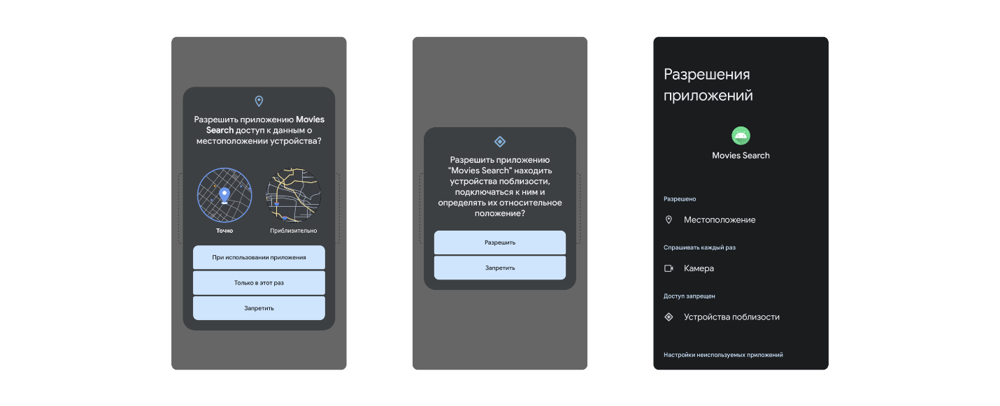 Разрешить приложению Movies
Search доступ к данным о
местоположении устройства?
Точно
Приблизительно
При использовании приложения
Только в этот раз
Запретить
Разрешить приложению
"Movies Search" находить
устройства поблизости,
подключаться к ним и
определять их относительное
положение?
Разрешить
Запретить
Разрешения
приложений
Movies Search
Разрешено
Местоположение
Спрашивать каждый раз
Камера
Доступ запрещен
Устройства поблизости
Настройки неиспользуемых приложений